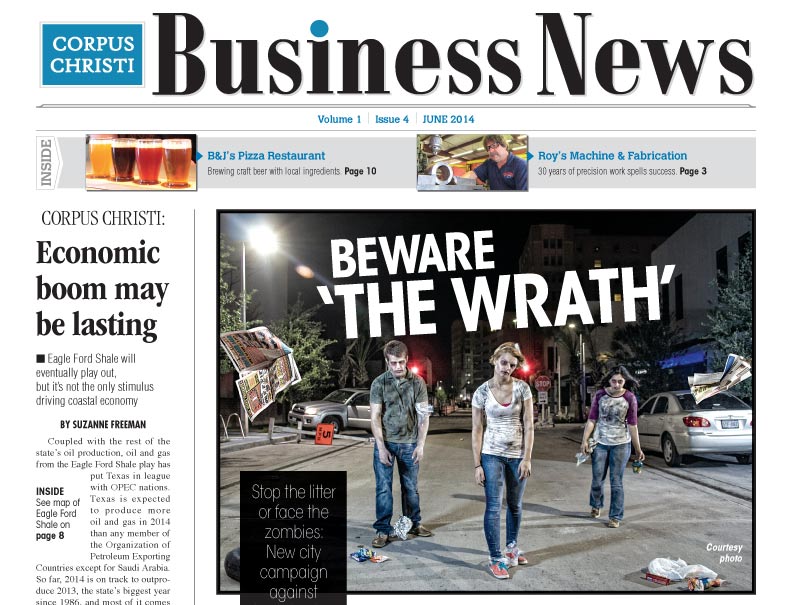 CORPUS
CHRISTI
Business News
Volume 1 | Issue 4 | JUNE 2014
INSIDE
B&J's Pizza Restaurant
Brewing craft beer with local ingredients. Page 10
Roy's Machine & Fabrication
30 years of precision work spells success. Page 3
CORPUS CHRISTI:
Economic
boom may
be lasting
■ Eagle Ford Shale will
eventually play out,
but it's not the only stimulus
driving coastal economy
BY SUZANNE FREEMAN
Coupled with the rest of the
state's oil production, oil and gas
from the Eagle Ford Shale play has
put Texas in league
with OPEC nations.
Texas is expected
to produce more
oil and gas in 2014
than any member of
the Organization of
Petroleum Exporting
Countries except for Saudi Arabia.
So far, 2014 is on track to outpro-
duce 2013, the state's biggest year
since 1986, and most of it comes
INSIDE
See map of
Eagle Ford
Shale on
page 8
BEWARE
'THE WRATH'
STOP
5
Stop the litter
or face the
zombies:
New city
campaign
against
Courtesy
photo